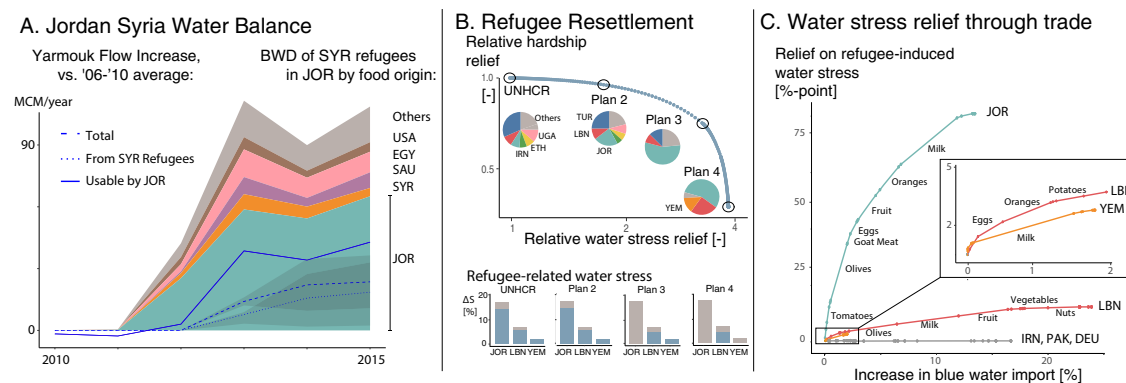 A. Jordan Syria Water Balance
Yarmouk Flow Increase,
vs. '06-'10 average:
BWD of SYR refugees
in JOR by food origin:
MCM/year
90
0
Total
From SYR Refugees
Usable by JOR
Others
USA
EGY
SAU
SYR
JOR
2010
2015
B. Refugee Resettlement
Relative hardship
relief
[-]
1.0
0.5
UNHCR
Plan 2
Plan 3
Plan 4
Others
UGA
ETH
IRN
TUR
LBN
JOR
YEM
1
2
4
Relative water stress relief [-]
Refugee-related water stress
UNHCR
Plan 2
Plan 3
Plan 4
ΔS
[%]
20
10
0
JOR LBN YEM
JOR LBN YEM
JOR LBN YEM
JOR LBN YEM
C. Water stress relief through trade
Relief on refugee-induced
water stress
[%-point]
75
50
25
0
JOR
Milk
Oranges
Fruit
Eggs
Goat Meat
Olives
Tomatoes
Olives
Milk
Fruit
Vegetables
Nuts
LBN
IRN, PAK, DEU
5
2
0
Eggs
Oranges
Potatoes
Milk
LBN
YEM
0
1
2
0
10
20
Increase in blue water import [%]